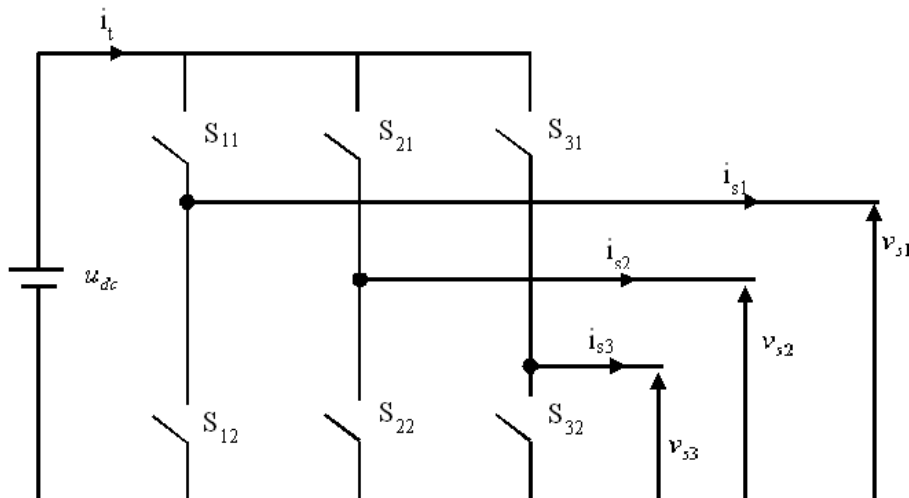 i_t
S_11
S_21
S_31
i_s1
v_s1
i_s2
u_dc
v_s2
i_s3
S_12
S_22
S_32
v_s3